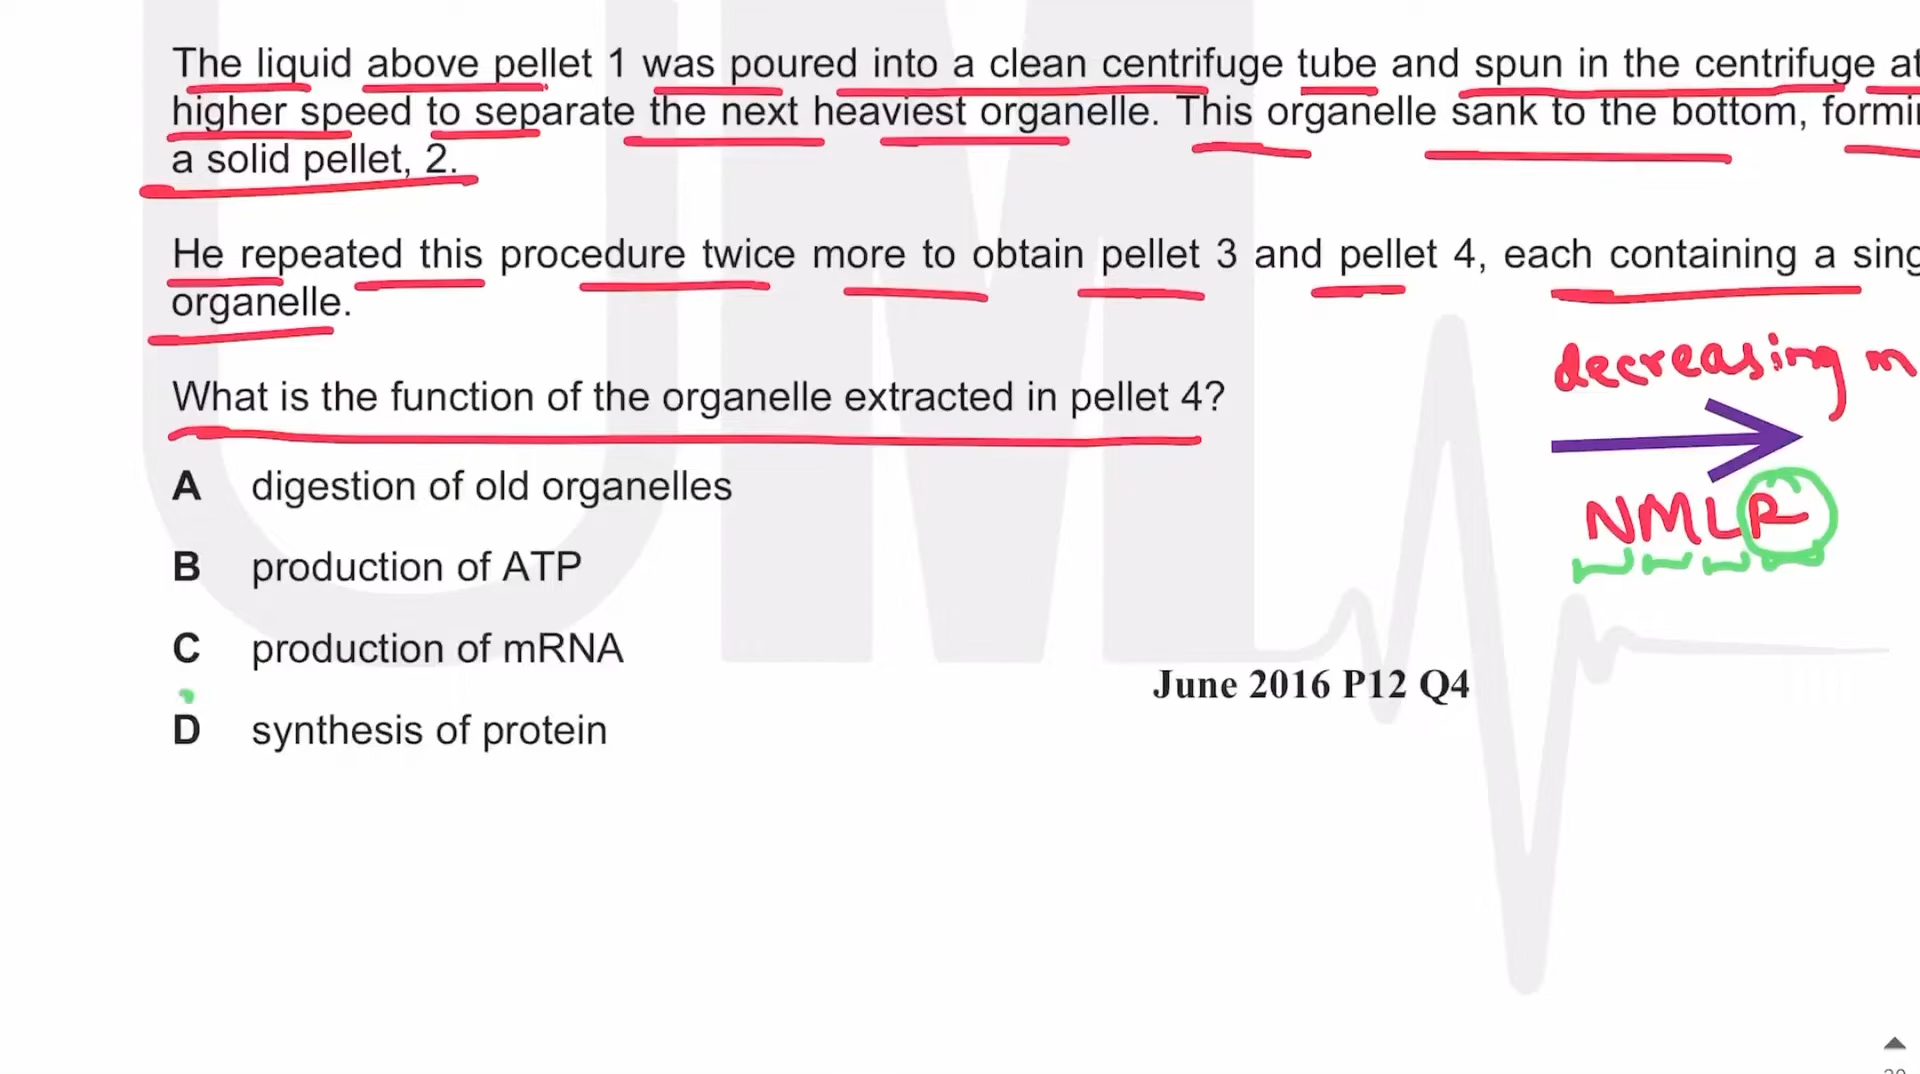 The liquid above pellet 1 was poured into a clean centrifuge tube and spun in the centrifuge at
higher speed to separate the next heaviest organelle. This organelle sank to the bottom,
a solid pellet, 2.
He repeated this procedure twice more to obtain pellet 3 and pellet 4, each containing a
organelle.
decreasing m
What is the function of the organelle extracted in pellet 4?
A digestion of old organelles
NMLR
B production of ATP
C production of mRNA
June 2016 P12 Q4
D synthesis of protein